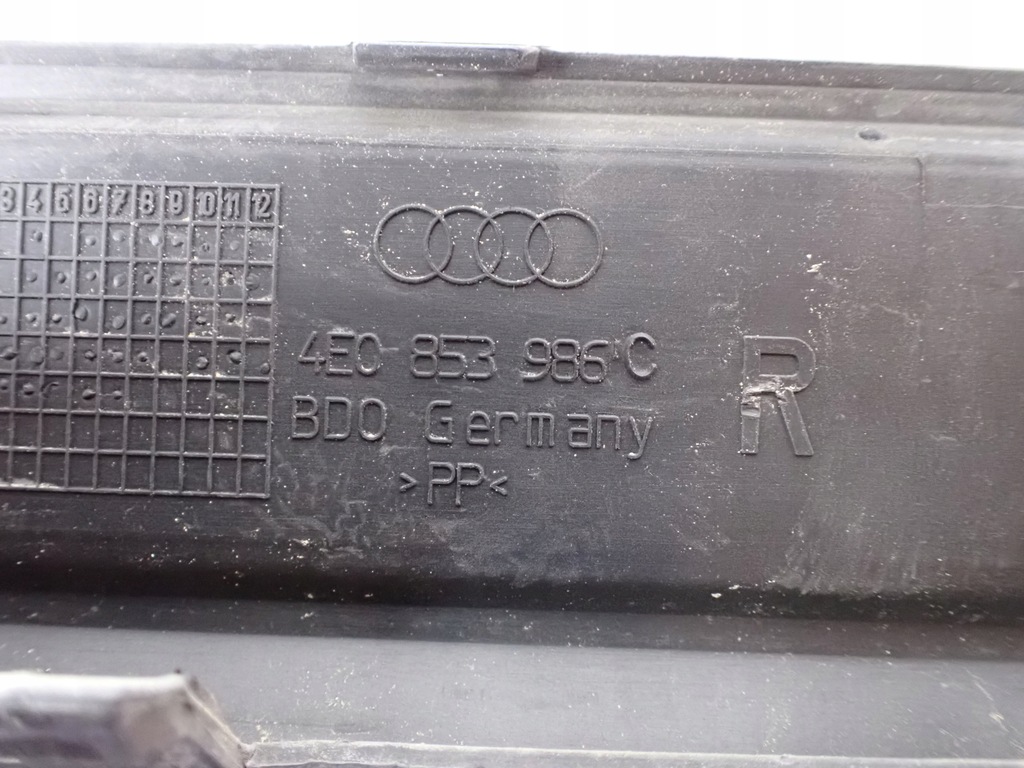 3 4 5 6 7 8 9 10 11 12
4E0 853 986 C
R
BDO Germany
>PP<